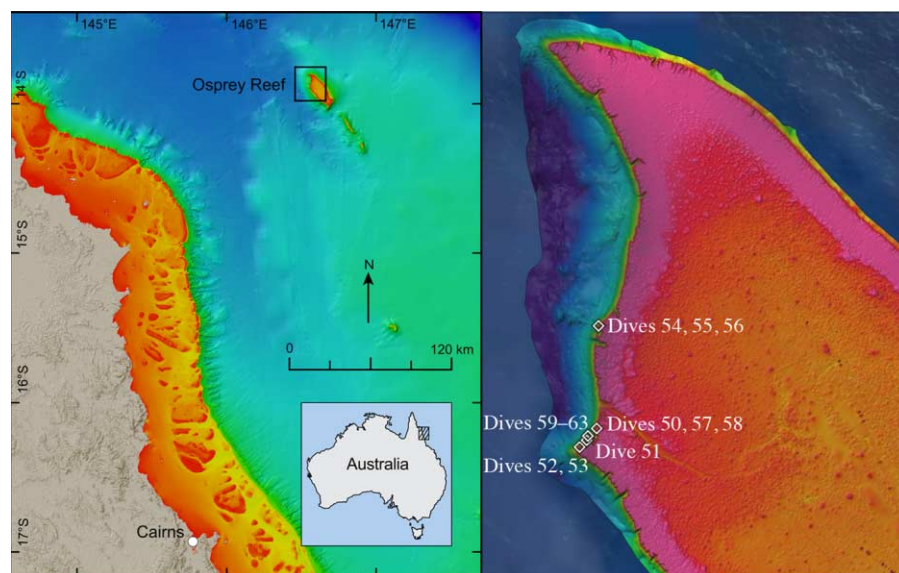 145°E
146°E
147°E
14°S
15°S
16°S
17°S
Osprey Reef
N
0
120 km
Australia
Cairns
Dives 54, 55, 56
Dives 59–63
Dives 50, 57, 58
Dive 51
Dives 52, 53